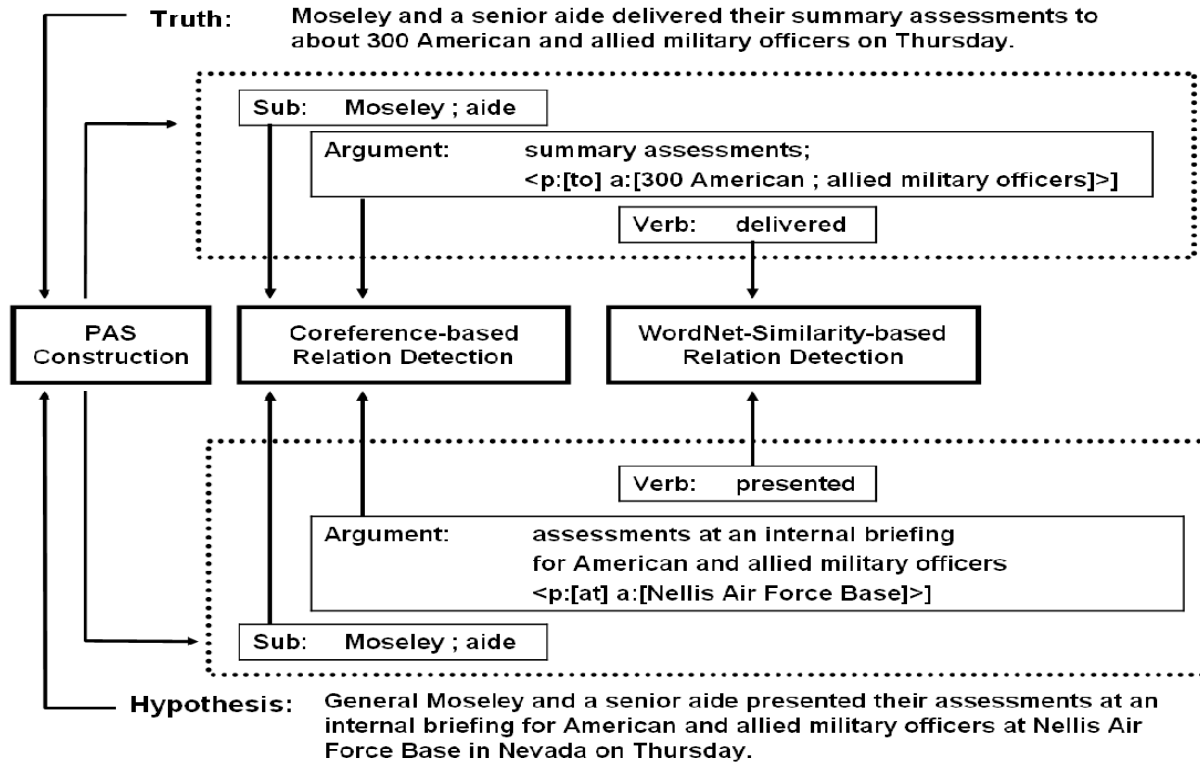 Truth: Moseley and a senior aide delivered their summary assessments to
about 300 American and allied military officers on Thursday.
Sub: Moseley ; aide
Argument: summary assessments;
<p:[to] a:[300 American ; allied military officers]>]
Verb: delivered
PAS
Construction
Coreference-based
Relation Detection
WordNet-Similarity-based
Relation Detection
Verb: presented
Argument: assessments at an internal briefing
for American and allied military officers
<p:[at] a:[Nellis Air Force Base]>]
Sub: Moseley ; aide
Hypothesis: General Moseley and a senior aide presented their assessments at an
internal briefing for American and allied military officers at Nellis Air
Force Base in Nevada on Thursday.